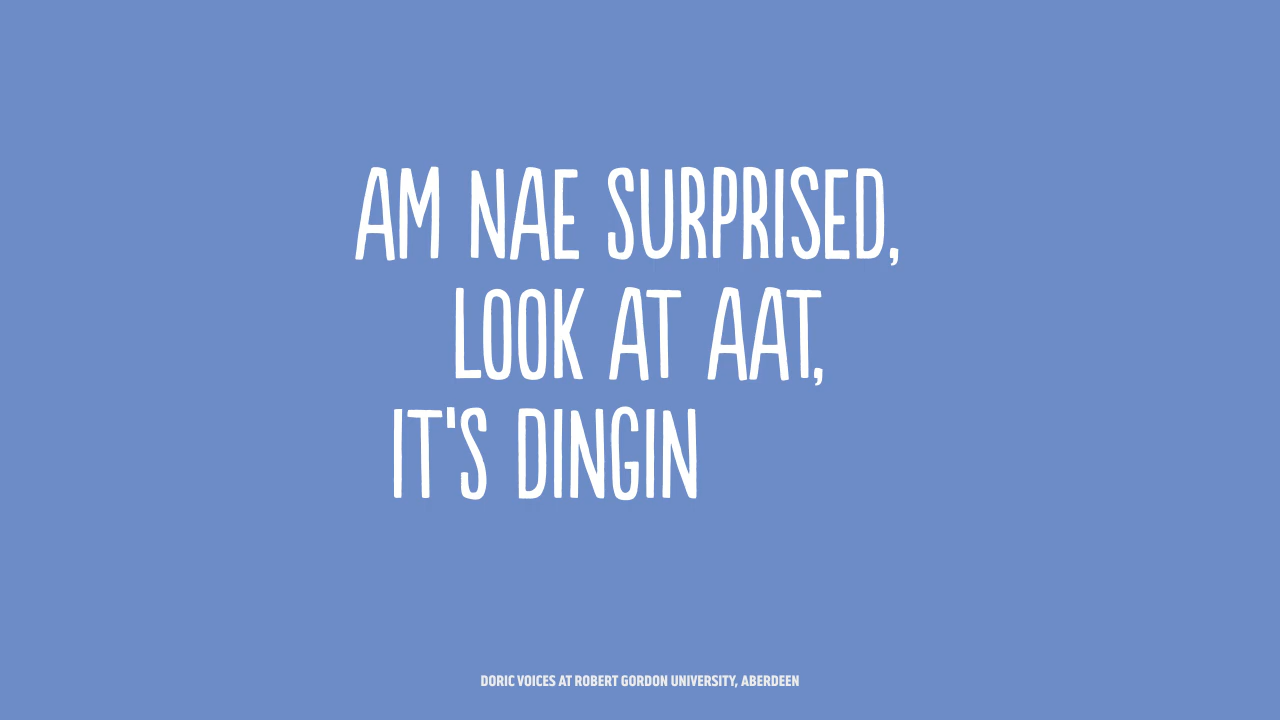 AM NAE SURPRISED,
LOOK AT AAT,
IT'S DINGIN
DORIC VOICES AT ROBERT GORDON UNIVERSITY, ABERDEEN